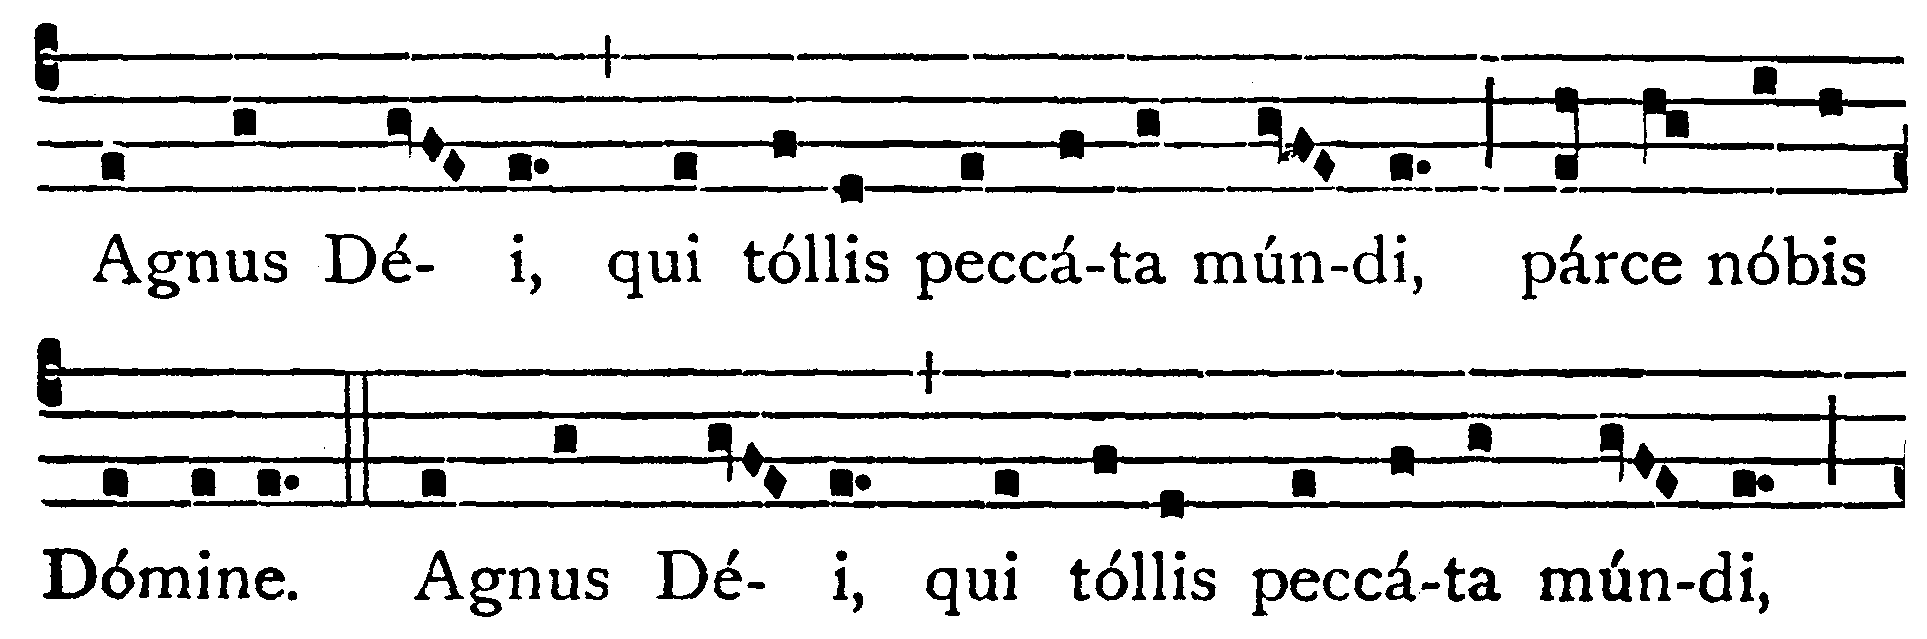 Agnus Dé- i, qui tóllis peccá-ta mún-di, párce nóbis
Dómine. Agnus Dé- i, qui tóllis peccá-ta mún-di,